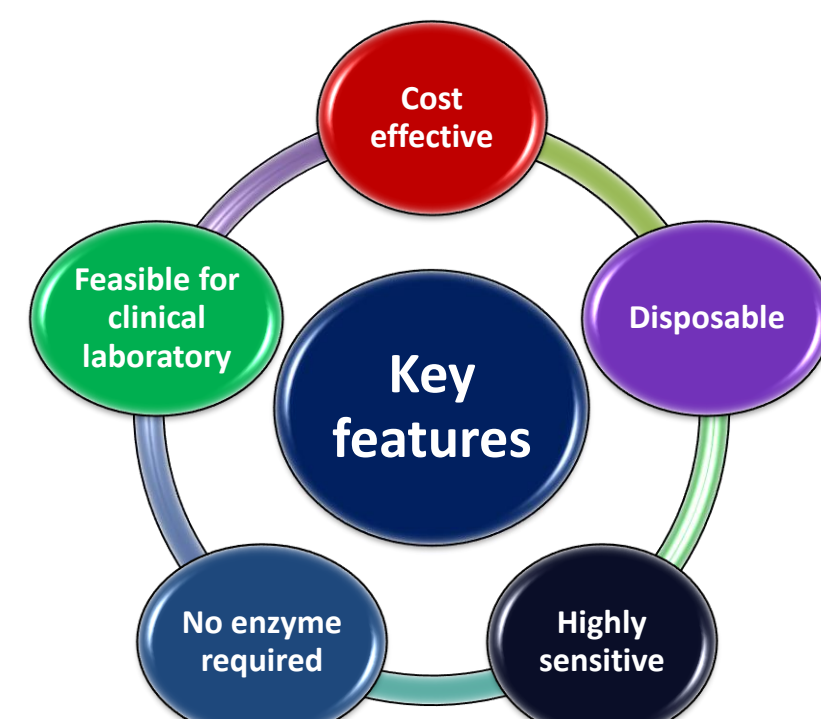 Cost
effective
Disposable
Highly
sensitive
No enzyme
required
Feasible for
clinical
laboratory
Key
features